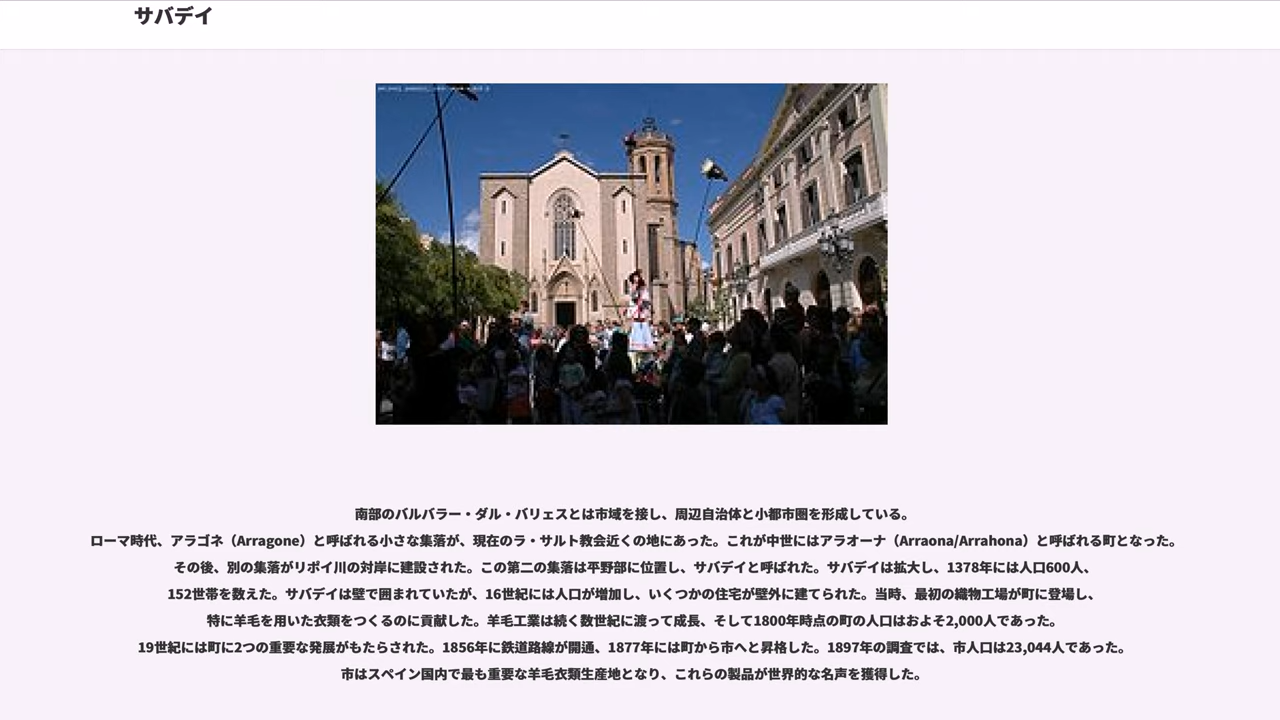 サバデイ
南部のバルバラー・ダル・バリェスとは市域を接し、周辺自治体と小都市圏を形成している。
ローマ時代、アラゴネ（Arragone）と呼ばれる小さな集落が、現在のラ・サルト教会近くの地にあった。これが中世にはアラオーナ（Arraona/Arrahona）と呼ばれる町となった。
その後、別の集落がリポイ川の対岸に建設された。この第二の集落は平野部に位置し、サバデイと呼ばれた。サバデイは拡大し、1378年には人口600人、
152世帯を数えた。サバデイは壁で囲まれていたが、16世紀には人口が増加し、いくつかの住宅が壁外に建てられた。当時、最初の織物工場が町に登場し、
特に羊毛を用いた衣類をつくるのに貢献した。羊毛工業は続く数世紀に渡って成長、そして1800年時点の町の人口はおよそ2,000人であった。
19世紀には町に2つの重要な発展がもたらされた。1856年に鉄道路線が開通、1877年には町から市へと昇格した。1897年の調査では、市人口は23,044人であった。
市はスペイン国内で最も重要な羊毛衣類生産地となり、これらの製品が世界的な名声を獲得した。